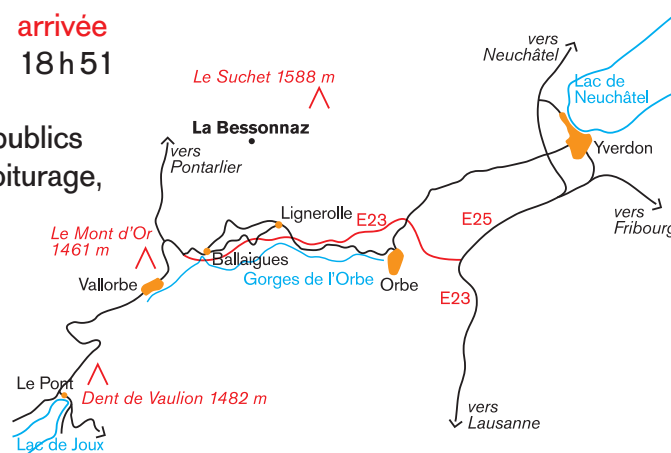 arrivée
18 h 51
publics
oiturage,
vers
Neuchâtel
Lac de
Neuchâtel
Le Suchet 1588 m
La Bessonnaz
vers
Pontarlier
Yverdon
vers
Fribourg
Lignerolle
E23
E25
Le Mont d'Or
1461 m
Ballaigues
Gorges de l'Orbe
Orbe
Vallorbe
E23
Le Pont
Dent de Vaulion 1482 m
vers
Lausanne
Lac de Joux